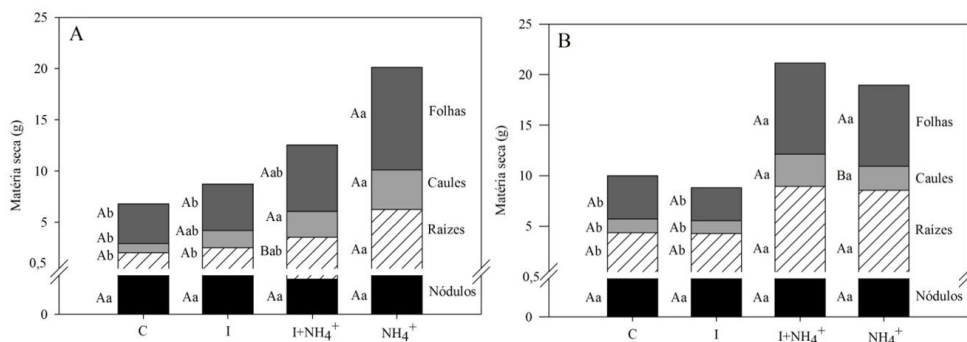 A
Matéria seca (g)
25
20
15
10
5
0,5
0
Ab
Ab
Ab
Aa
Ab
Aab
Ab
Aa
Aab
Aa
Bab
Aa
Aa
Aa
Aa
Aa
Folhas
Caules
Raízes
Nódulos
C
I
I+NH4+
NH4+
B
Matéria seca (g)
25
20
15
10
5
0,5
0
Ab
Ab
Ab
Aa
Ab
Ab
Ab
Aa
Aa
Aa
Aa
Aa
Aa
Ba
Aa
Aa
Folhas
Caules
Raízes
Nódulos
C
I
I+NH4+
NH4+